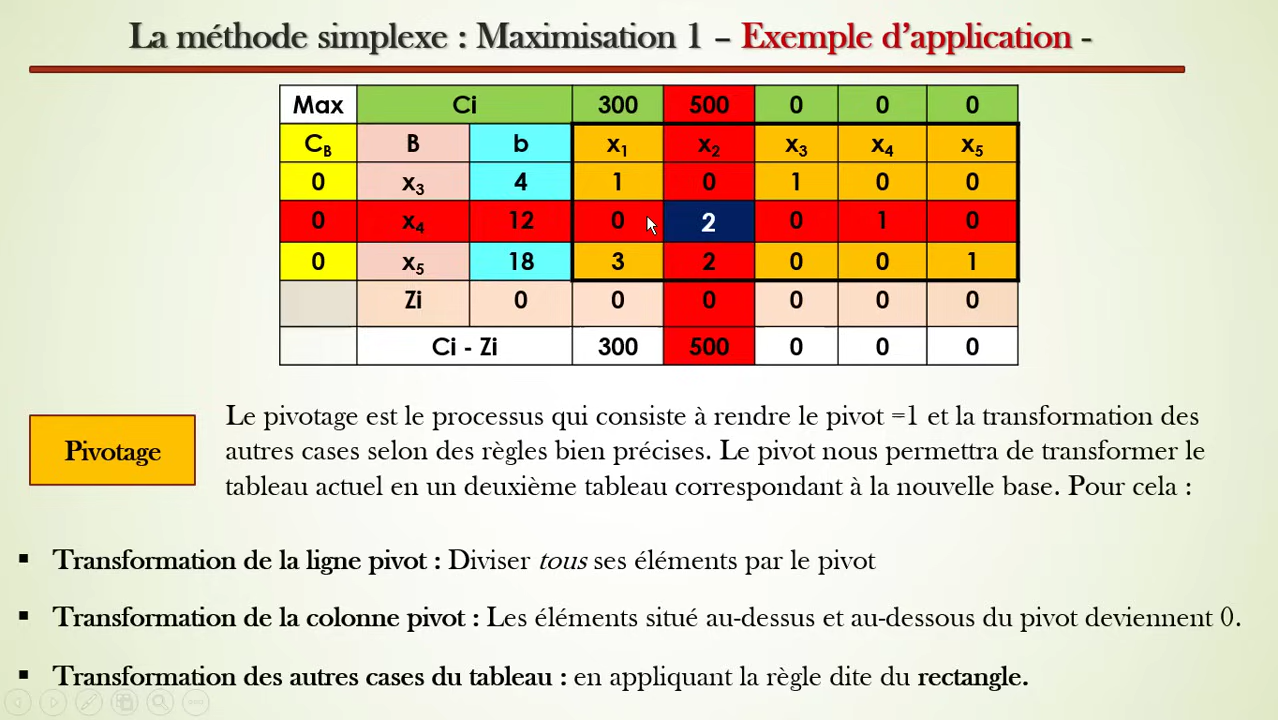 La méthode simplexe : Maximisation 1 – Exemple d’application -
Max Ci 300 500 0 0 0
CB B b x1 x2 x3 x4 x5
0 x3 4 1 0 1 0 0
0 x4 12 0 2 0 1 0
0 x5 18 3 2 0 0 1
Zi 0 0 0 0 0 0
Ci - Zi 300 500 0 0 0
Pivotage
Le pivotage est le processus qui consiste à rendre le pivot =1 et la transformation des
autres cases selon des règles bien précises. Le pivot nous permettra de transformer le
tableau actuel en un deuxième tableau correspondant à la nouvelle base. Pour cela :
▪ Transformation de la ligne pivot : Diviser tous ses éléments par le pivot
▪ Transformation de la colonne pivot : Les éléments situé au-dessus et au-dessous du pivot deviennent 0.
▪ Transformation des autres cases du tableau : en appliquant la règle dite du rectangle.